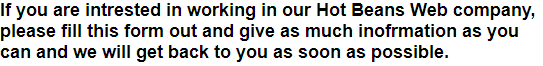 If you are intrested in working in our Hot Beans Web company,
please fill this form out and give as much inofrmation as you
can and we will get back to you as soon as possible.